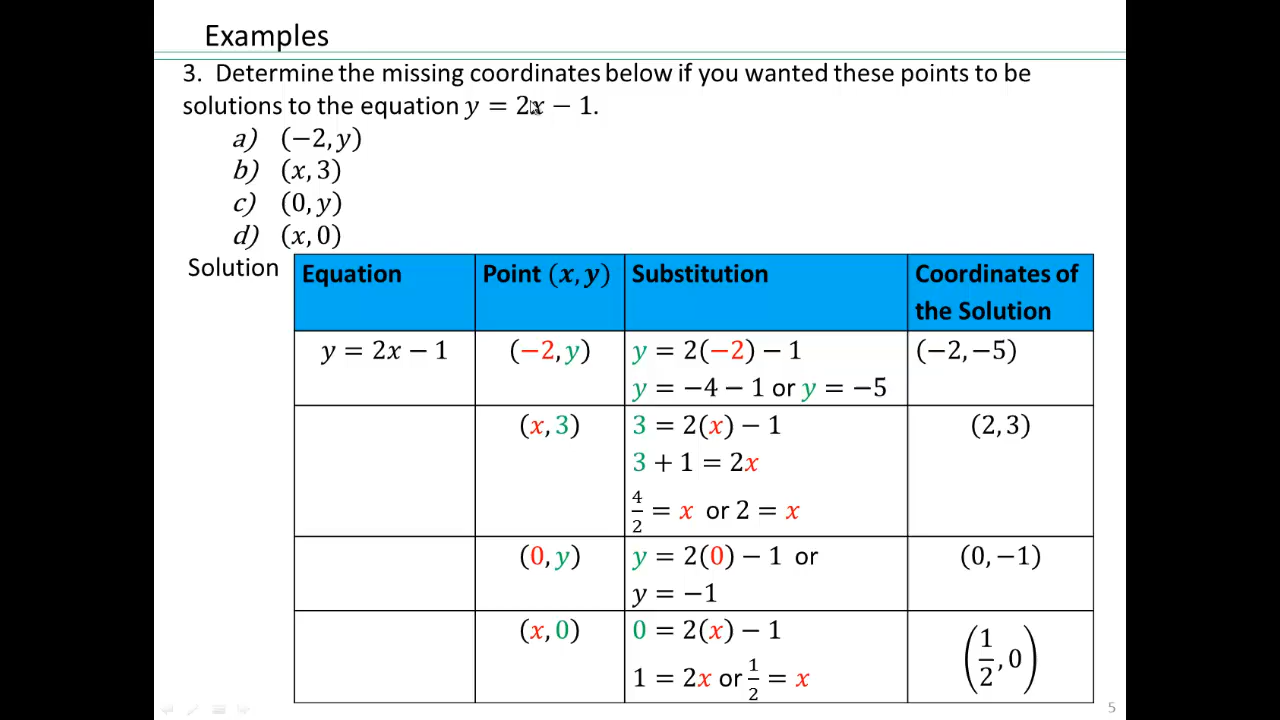 Examples
3. Determine the missing coordinates below if you wanted these points to be
solutions to the equation 𝑦 = 2𝑥 − 1.
a) (−2, 𝑦)
b) (𝑥, 3)
c) (0, 𝑦)
d) (𝑥, 0)
Solution
Equation | Point (𝒙, 𝒚) | Substitution | Coordinates of
the Solution
𝑦 = 2𝑥 − 1 | (−2, 𝑦) | 𝑦 = 2(−2) − 1 | (−2, −5)
𝑦 = −4 − 1 or 𝑦 = −5
(𝑥, 3) | 3 = 2(𝑥) − 1 | (2, 3)
3 + 1 = 2𝑥
4/2 = 𝑥 or 2 = 𝑥
(0, 𝑦) | 𝑦 = 2(0) − 1 or | (0, −1)
𝑦 = −1
(𝑥, 0) | 0 = 2(𝑥) − 1 | (1/2, 0)
1 = 2𝑥 or 1/2 = 𝑥
5